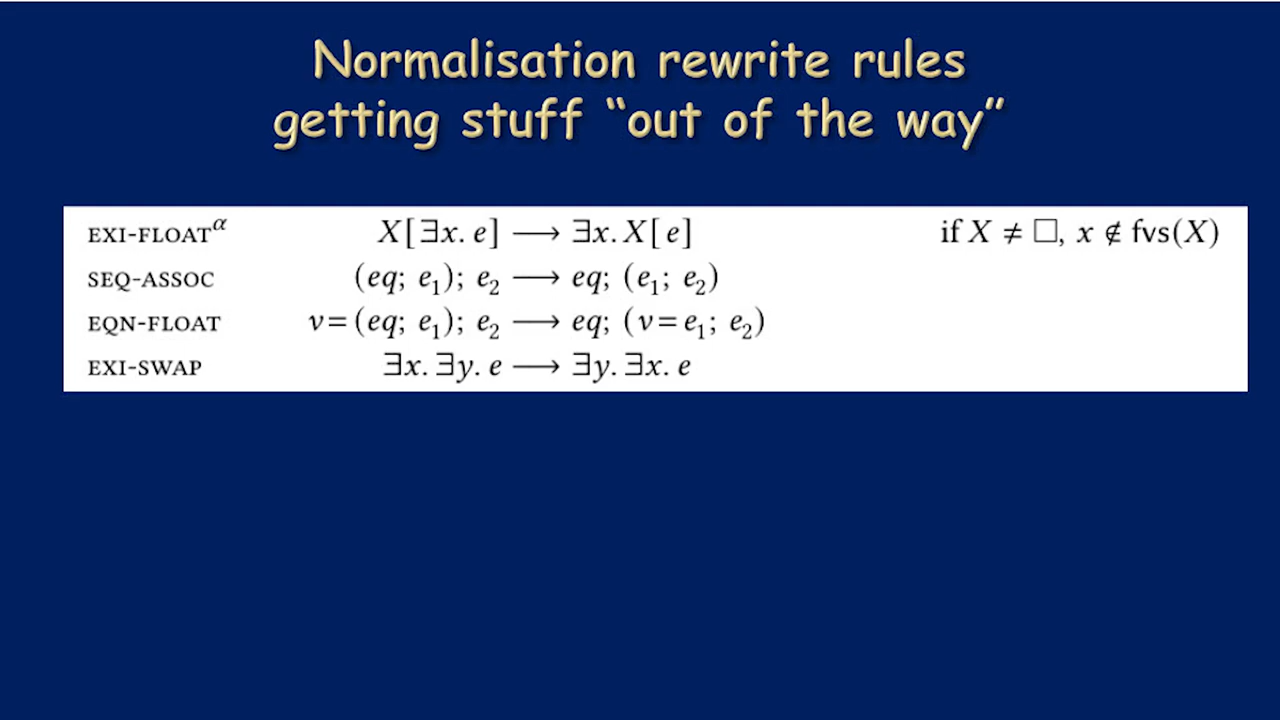 Normalisation rewrite rules
getting stuff “out of the way”
EXI-FLOATᵅ X[∃x. e] ⟶ ∃x. X[e] if X ≠ □, x ∉ fvs(X)
SEQ-ASSOC (eq; e₁); e₂ ⟶ eq; (e₁; e₂)
EQN-FLOAT v=(eq; e₁); e₂ ⟶ eq; (v=e₁; e₂)
EXI-SWAP ∃x. ∃y. e ⟶ ∃y. ∃x. e